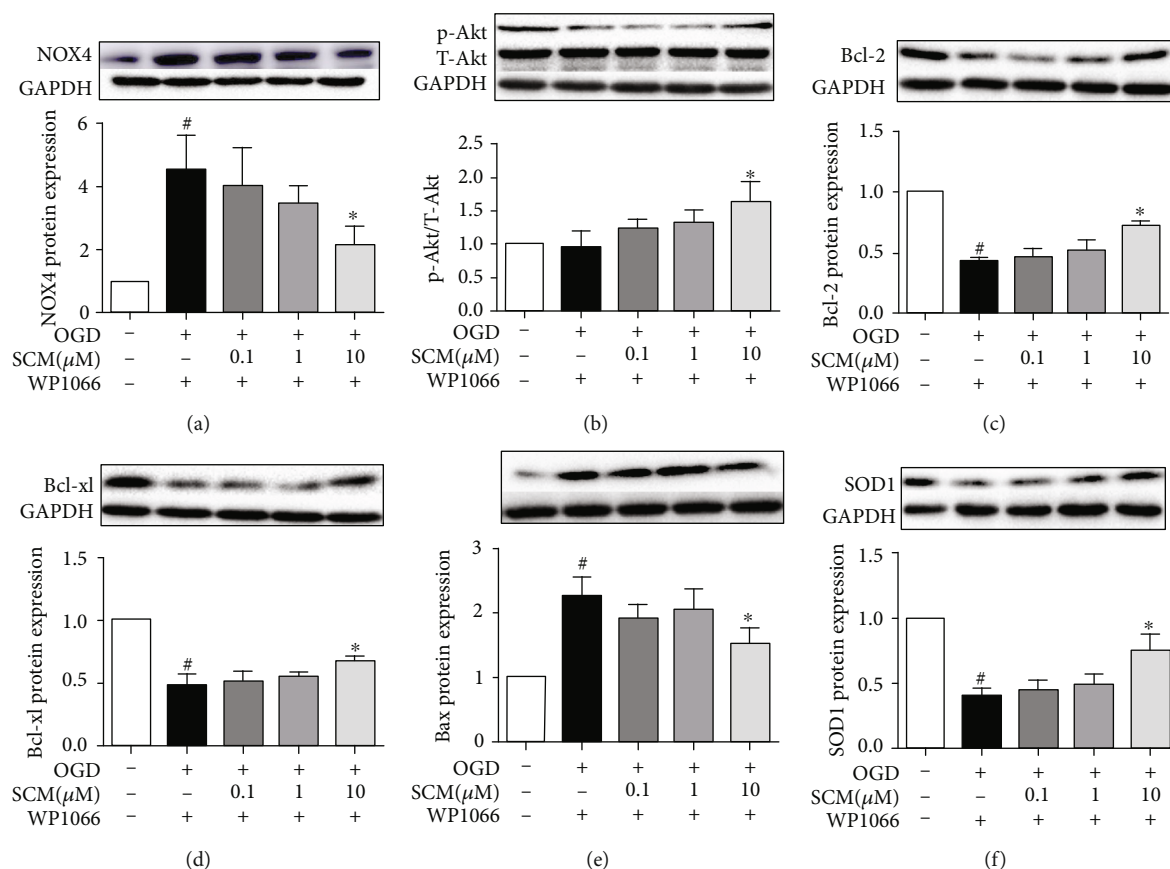 NOX4
GAPDH
NOX4 protein expression
6
4
2
0
#
*
OGD – + + + +
SCM(μM) – – 0.1 1 10
WP1066 – + + + +
(a)
p-Akt
T-Akt
GAPDH
p-Akt/T-Akt
2.5
2.0
1.5
1.0
0.5
0.0
*
OGD – + + + +
SCM(μM) – – 0.1 1 10
WP1066 – + + + +
(b)
Bcl-2
GAPDH
Bcl-2 protein expression
1.5
1.0
0.5
0.0
#
*
OGD – + + + +
SCM(μM) – – 0.1 1 10
WP1066 – + + + +
(c)
Bcl-xl
GAPDH
Bcl-xl protein expression
1.5
1.0
0.5
0.0
#
*
OGD – + + + +
SCM(μM) – – 0.1 1 10
WP1066 – + + + +
(d)
Bax protein expression
3
2
1
0
#
*
OGD – + + + +
SCM(μM) – – 0.1 1 10
WP1066 – + + + +
(e)
SOD1
GAPDH
SOD1 protein expression
1.5
1.0
0.5
0.0
#
*
OGD – + + + +
SCM(μM) – – 0.1 1 10
WP1066 – + + + +
(f)